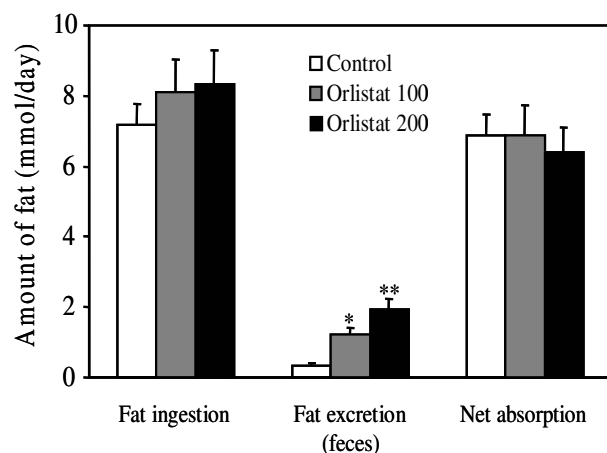 10
8
6
4
2
0
Amount of fat (mmol/day)
Control
Orlistat 100
Orlistat 200
*
**
Fat ingestion
Fat excretion
(feces)
Net absorption